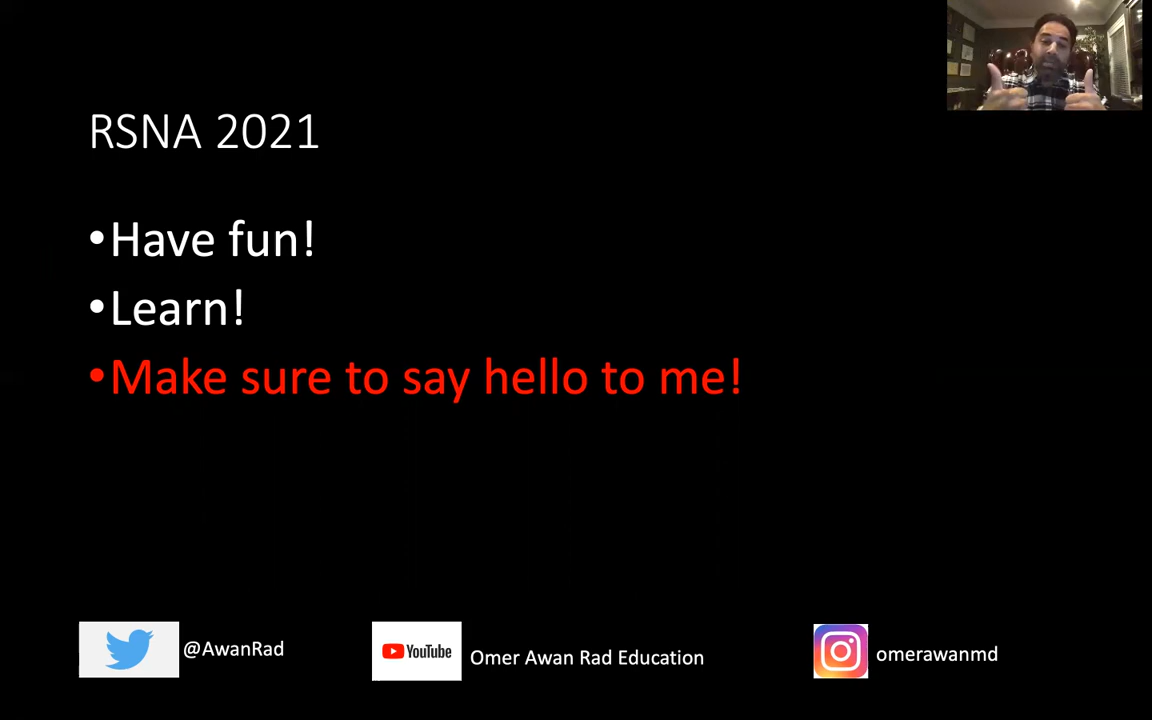 RSNA 2021
•Have fun!
•Learn!
•Make sure to say hello to me!
@AwanRad
YouTube
Omer Awan Rad Education
omerawanmd